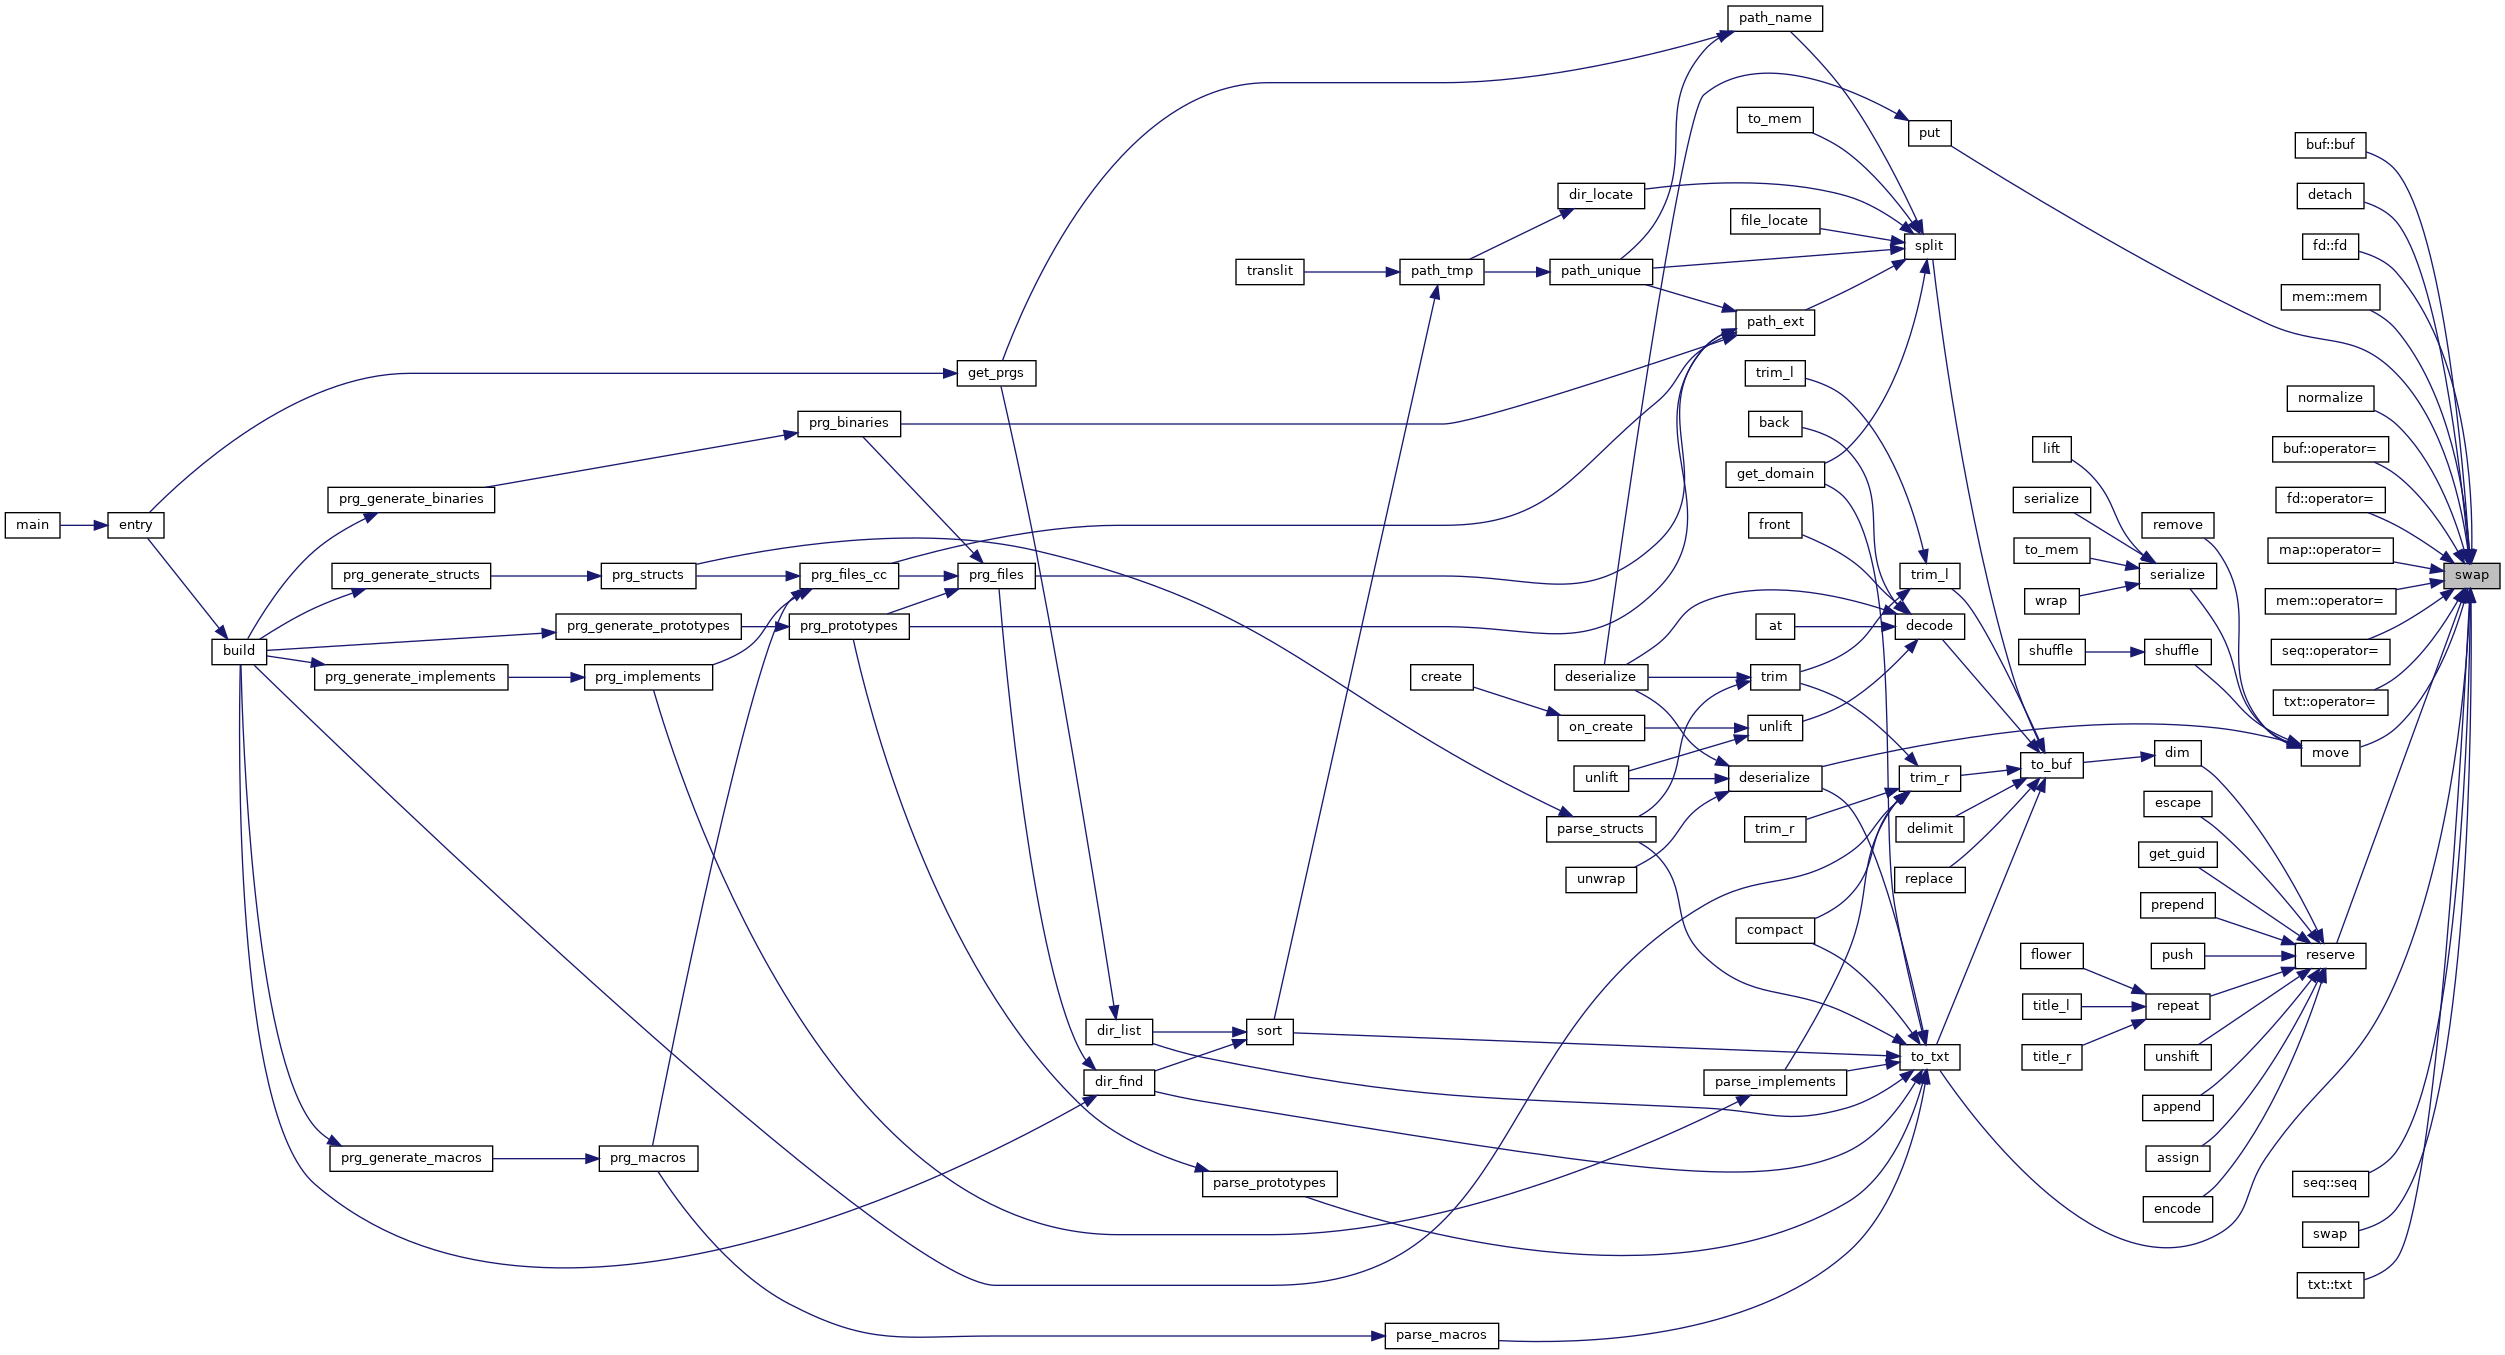 path_name
to_mem
put
buf::buf
dir_locate
detach
file_locate
split
fd::fd
translit
path_tmp
path_unique
mem::mem
path_ext
get_prgs
trim_l
normalize
prg_binaries
back
lift
buf::operator=
get_domain
prg_generate_binaries
serialize
fd::operator=
main
entry
front
remove
to_mem
map::operator=
prg_generate_structs
prg_structs
prg_files_cc
prg_files
trim_l
serialize
swap
wrap
mem::operator=
prg_generate_prototypes
prg_prototypes
at
decode
build
shuffle
shuffle
seq::operator=
prg_generate_implements
prg_implements
create
deserialize
trim
txt::operator=
on_create
unlift
dim
move
unlift
deserialize
trim_r
to_buf
escape
parse_structs
trim_r
delimit
get_guid
unwrap
replace
prepend
compact
flower
push
reserve
title_l
repeat
dir_list
sort
title_r
unshift
to_txt
dir_find
parse_implements
append
prg_generate_macros
prg_macros
assign
parse_prototypes
seq::seq
encode
swap
txt::txt
parse_macros